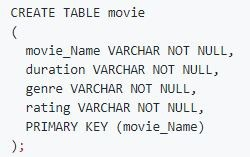 CREATE TABLE movie
(
  movie_Name VARCHAR NOT NULL,
  duration VARCHAR NOT NULL,
  genre VARCHAR NOT NULL,
  rating VARCHAR NOT NULL,
  PRIMARY KEY (movie_Name)
);